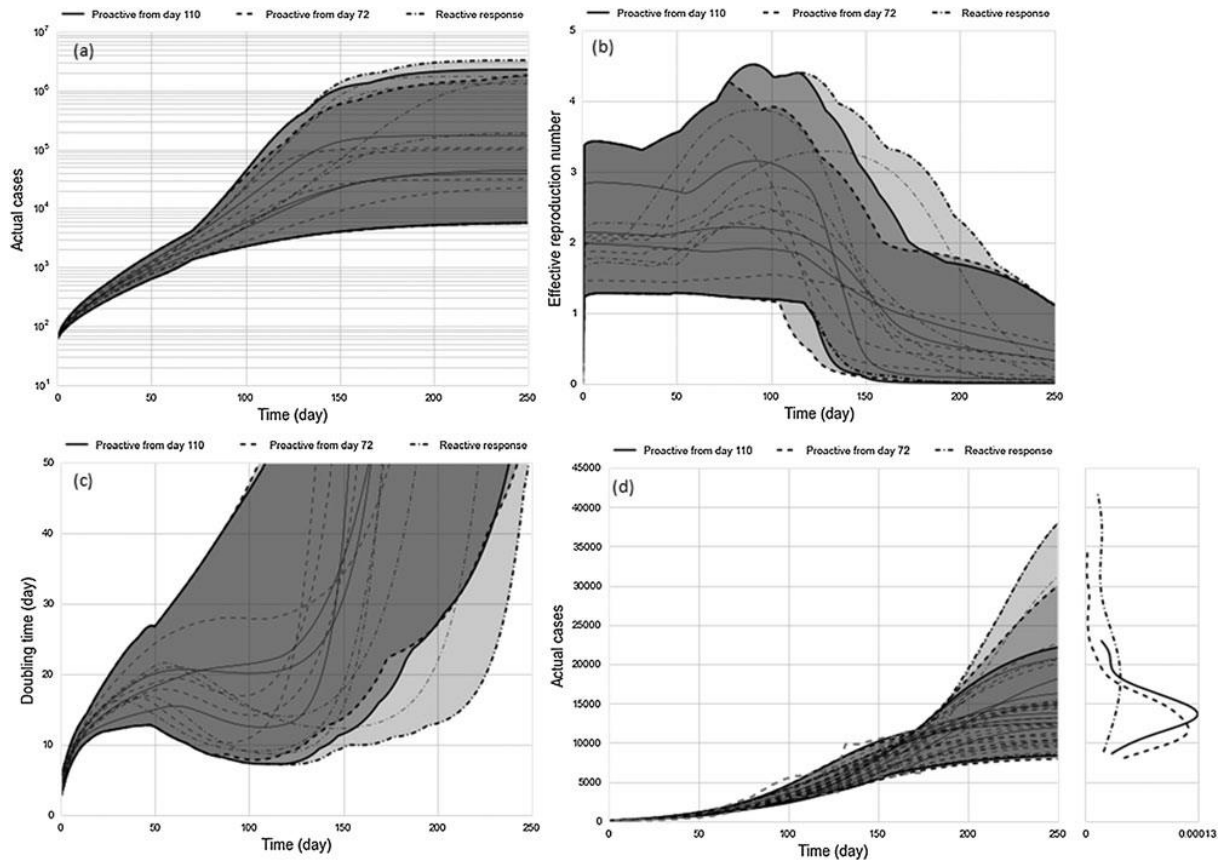 Proactive from day 110 Proactive from day 72 Reactive response
(a)
10⁷
10⁶
10⁵
10⁴
10³
10²
10¹
Actual cases
0 50 100 150 200 250
Time (day)
Proactive from day 110 Proactive from day 72 Reactive response
(b)
5
4
3
2
1
0
Effective reproduction number
0 50 100 150 200 250
Time (day)
Proactive from day 110 Proactive from day 72 Reactive response
(c)
50
40
30
20
10
0
Doubling time (day)
0 50 100 150 200 250
Time (day)
Proactive from day 110 Proactive from day 72 Reactive response
(d)
45000
40000
35000
30000
25000
20000
15000
10000
5000
0
Actual cases
0 50 100 150 200 250
Time (day)
0 0.00013